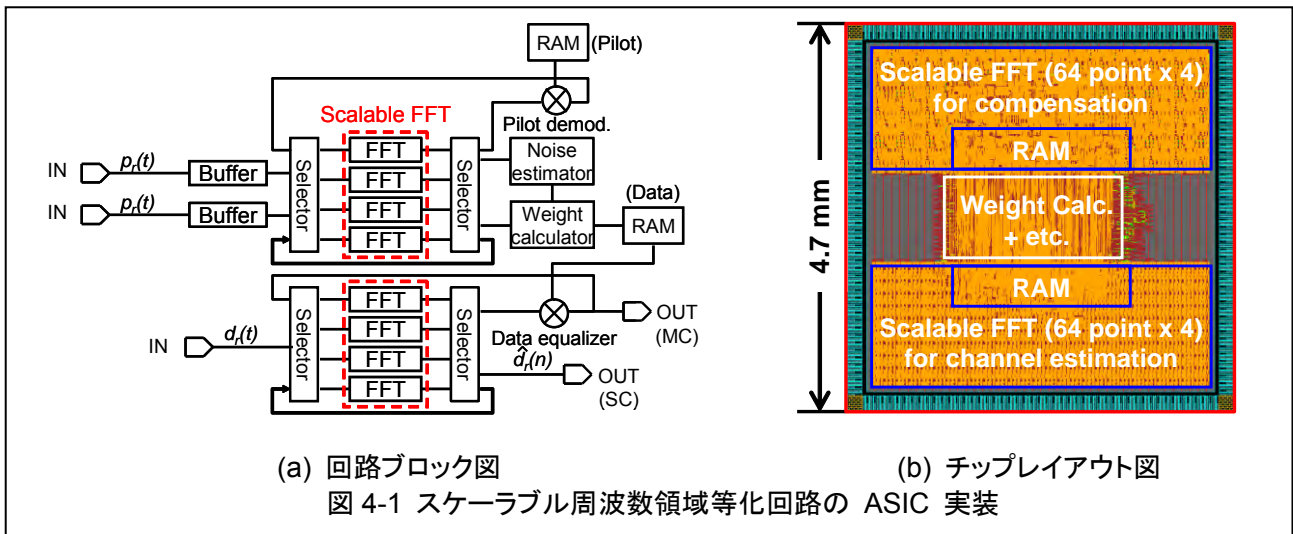 RAM (Pilot)
Scalable FFT
Pilot demod.
IN p_r(t) Buffer
IN p_r(t) Buffer
Selector
FFT
FFT
FFT
FFT
Selector
Noise estimator
Weight calculator
(Data)
RAM
IN d_r(t)
Selector
FFT
FFT
FFT
FFT
Selector
Data equalizer
d̂_r(n)
OUT
(MC)
OUT
(SC)
(a) 回路ブロック図
4.7 mm
Scalable FFT (64 point x 4)
for compensation
RAM
Weight Calc.
+ etc.
RAM
Scalable FFT (64 point x 4)
for channel estimation
(b) チップレイアウト図
図 4-1 スケーラブル周波数領域等化回路の ASIC 実装